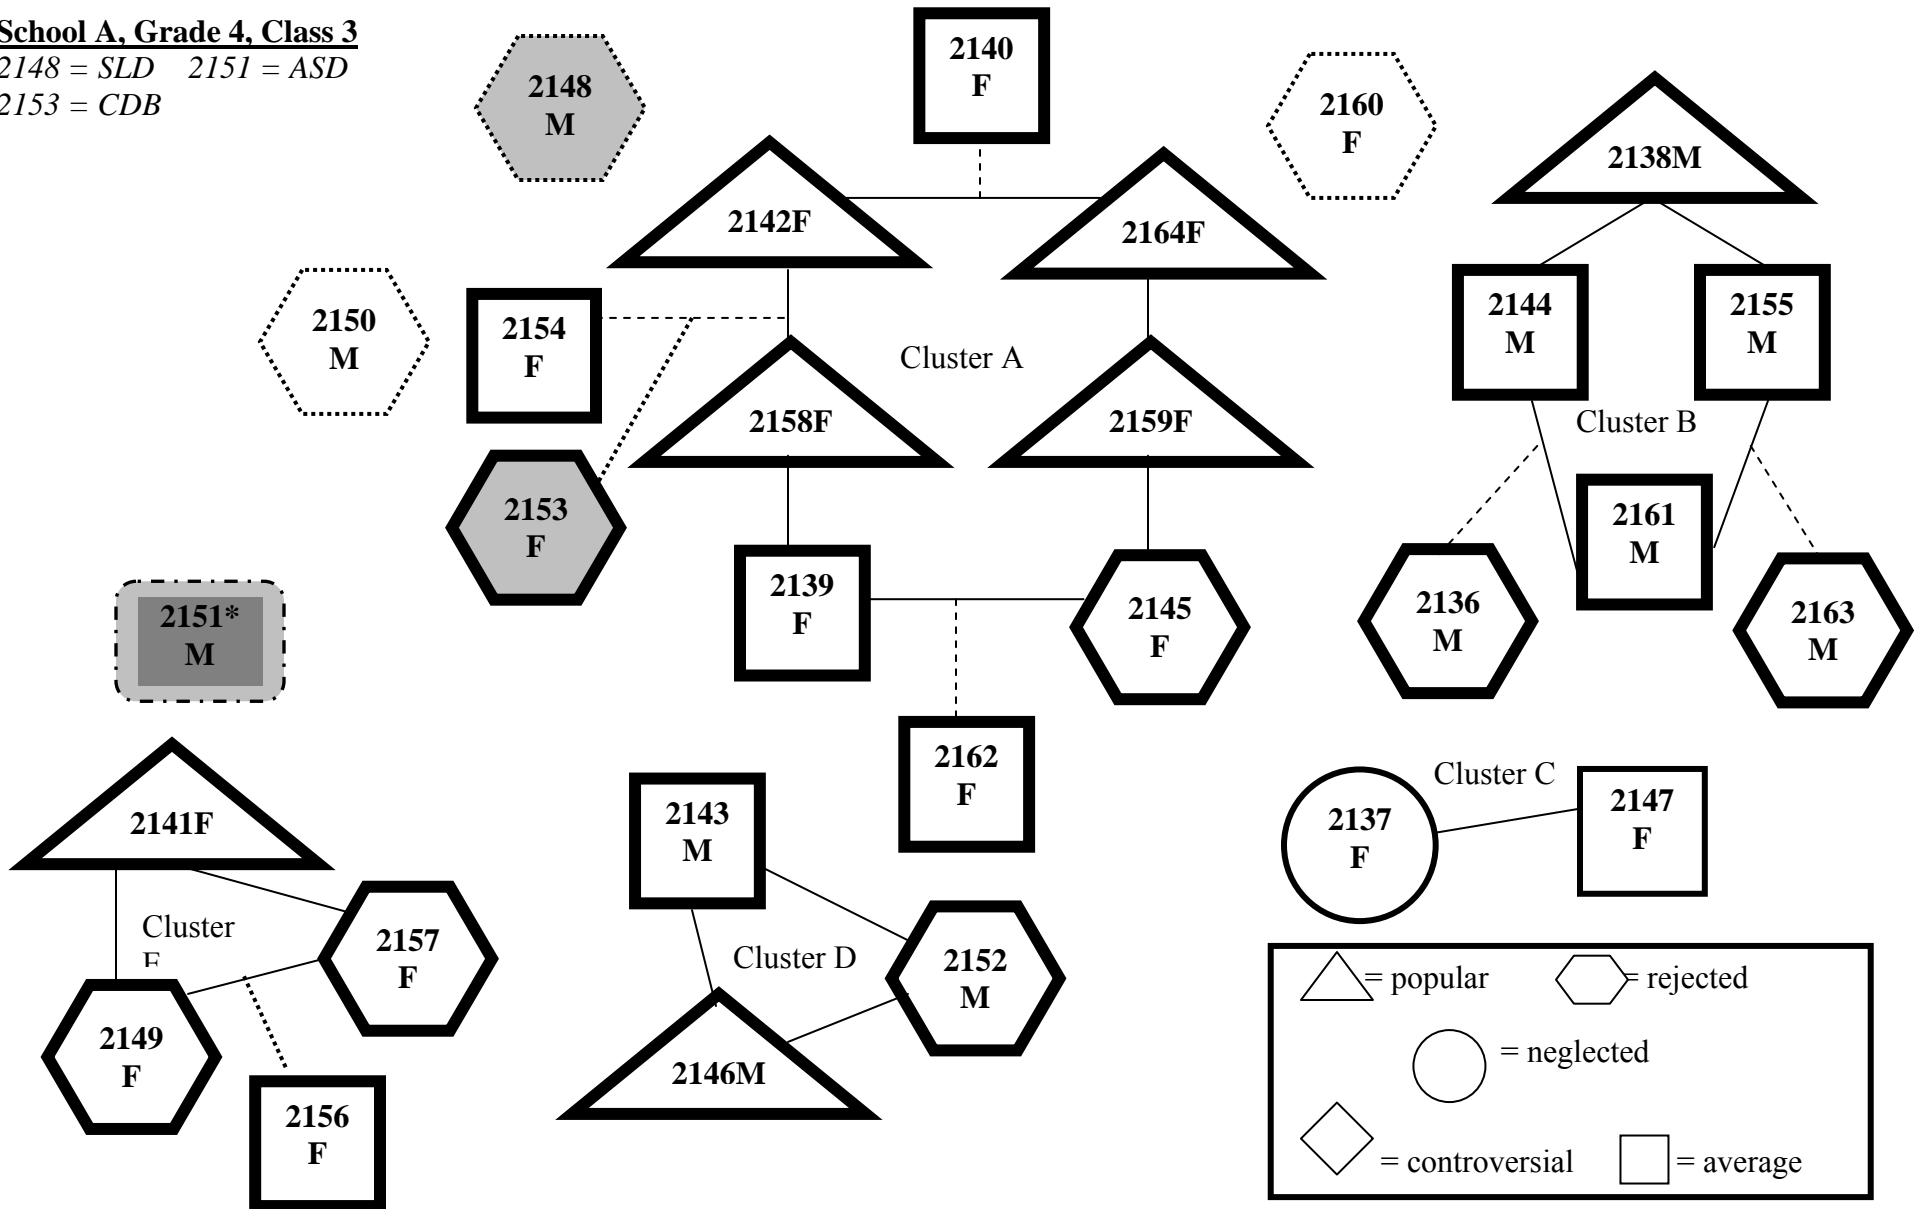 School A, Grade 4, Class 3
2148 = SLD 2151 = ASD
2153 = CDB
2140
F
2148
M
2160
F
2138M
2142F
2164F
2150
M
2154
F
2144
M
2155
M
Cluster A
2158F
2159F
Cluster B
2153
F
2161
M
2139
F
2145
F
2136
M
2163
M
2151*
M
2162
F
2143
M
Cluster C
2137
F
2147
F
2141F
Cluster
2157
F
Cluster D
2152
M
2149
F
2146M
2156
F
= popular
= rejected
= neglected
= controversial
= average